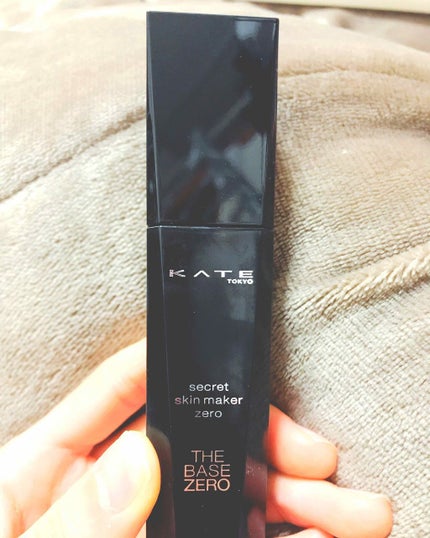 KATE
TOKYO
secret
skin maker
zero
THE
BASE
ZERO